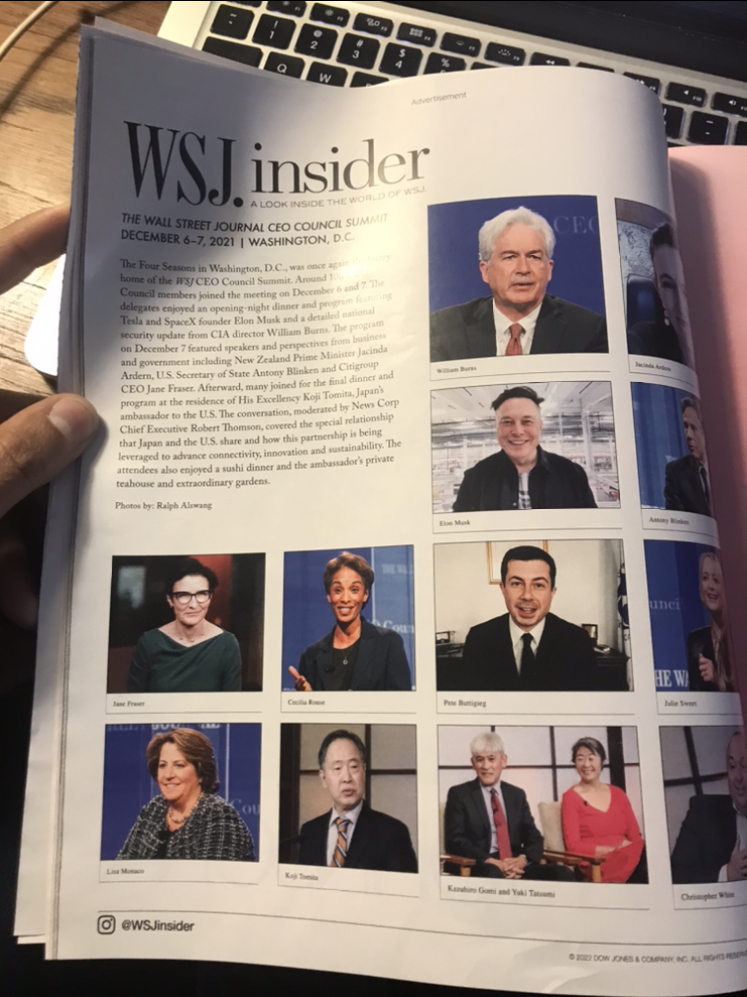 Advertisement
WSJ. insider
A LOOK INSIDE THE WORLD OF WSJ.
THE WALL STREET JOURNAL CEO COUNCIL SUMMIT
DECEMBER 6–7, 2021 | WASHINGTON, D.C.
The Four Seasons in Washington, D.C., was once again the
home of the WSJ CEO Council Summit. Around
Council members joined the meeting on December 6 and 7. The
delegates enjoyed an opening-night dinner and program featuring
Tesla and SpaceX founder Elon Musk and a detailed national
security update from CIA director William Burns. The program
on December 7 featured speakers and perspectives from business
and government including New Zealand Prime Minister Jacinda
Ardern, U.S. Secretary of State Antony Blinken and Citigroup
CEO Jane Fraser. Afterward, many joined for the final dinner and
program at the residence of His Excellency Koji Tomita, Japan's
ambassador to the U.S. The conversation, moderated by News Corp
Chief Executive Robert Thomson, covered the special relationship
that Japan and the U.S. share and how this partnership is being
leveraged to advance connectivity, innovation and sustainability. The
attendees also enjoyed a sushi dinner and the ambassador's private
teahouse and extraordinary gardens.
Photos by: Ralph Alswang
CEO
William Burns
Jacinda Ardern
Elon Musk
Antony Blinken
Jane Fraser
Cecilia Rouse
Pete Buttigieg
Julie Sweet
Lisa Monaco
Koji Tomita
Kazuhiro Gomi and Yuki Tatsumi
Christopher
@WSJinsider
© 2022 DOW JONES & COMPANY, INC. ALL RIGHTS RESERV